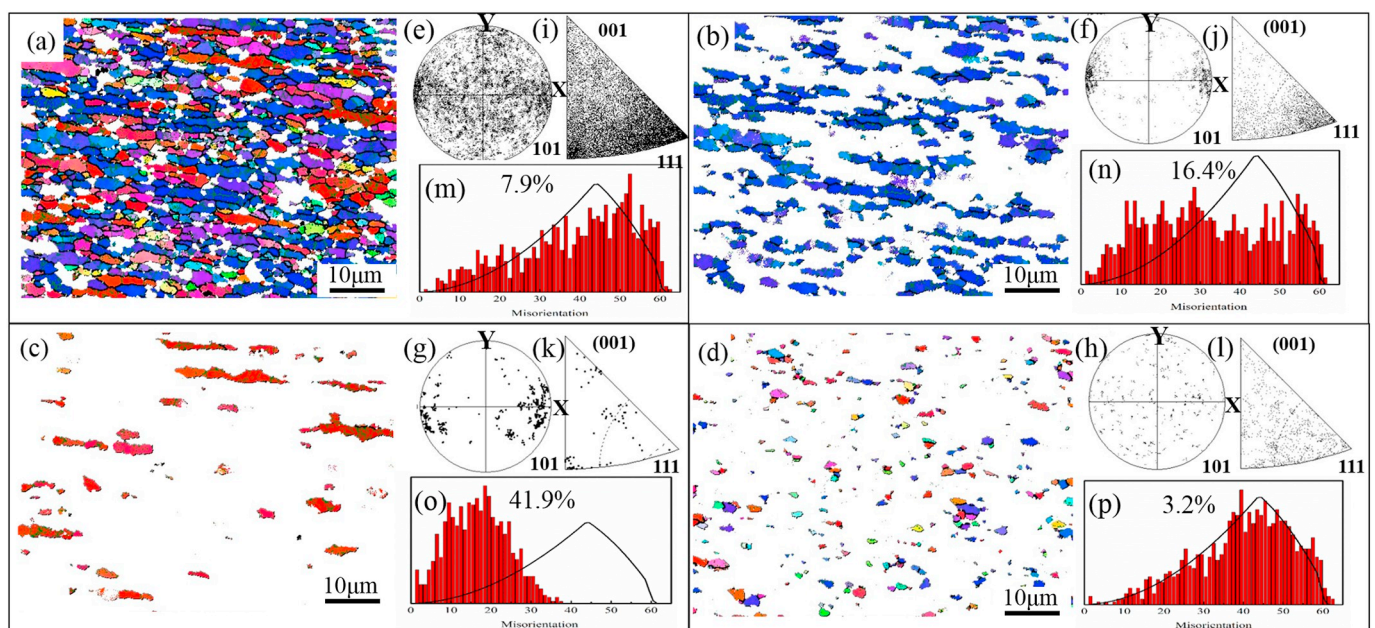 (a)
(e)
Y
(i)
001
X
101
111
(m)
7.9%
0 10 20 30 40 50 60
Misorientation
10μm
(b)
(f)
Y
(j)
(001)
X
101
111
(n)
16.4%
0 10 20 30 40 50 60
Misorientation
10μm
(c)
(g)
Y
(k)
(001)
X
101
111
(o)
41.9%
0 10 20 30 40 50 60
Misorientation
10μm
(d)
(h)
Y
(l)
(001)
X
101
111
(p)
3.2%
0 10 20 30 40 50 60
Misorientation
10μm